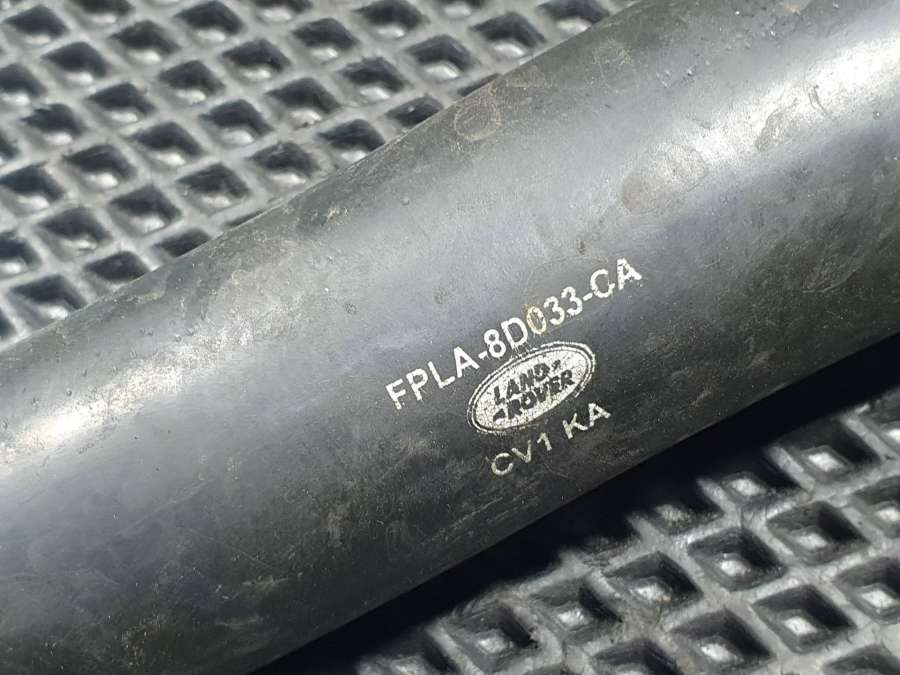 FPLA-8D033-CA
LAND
ROVER
CV1 KA